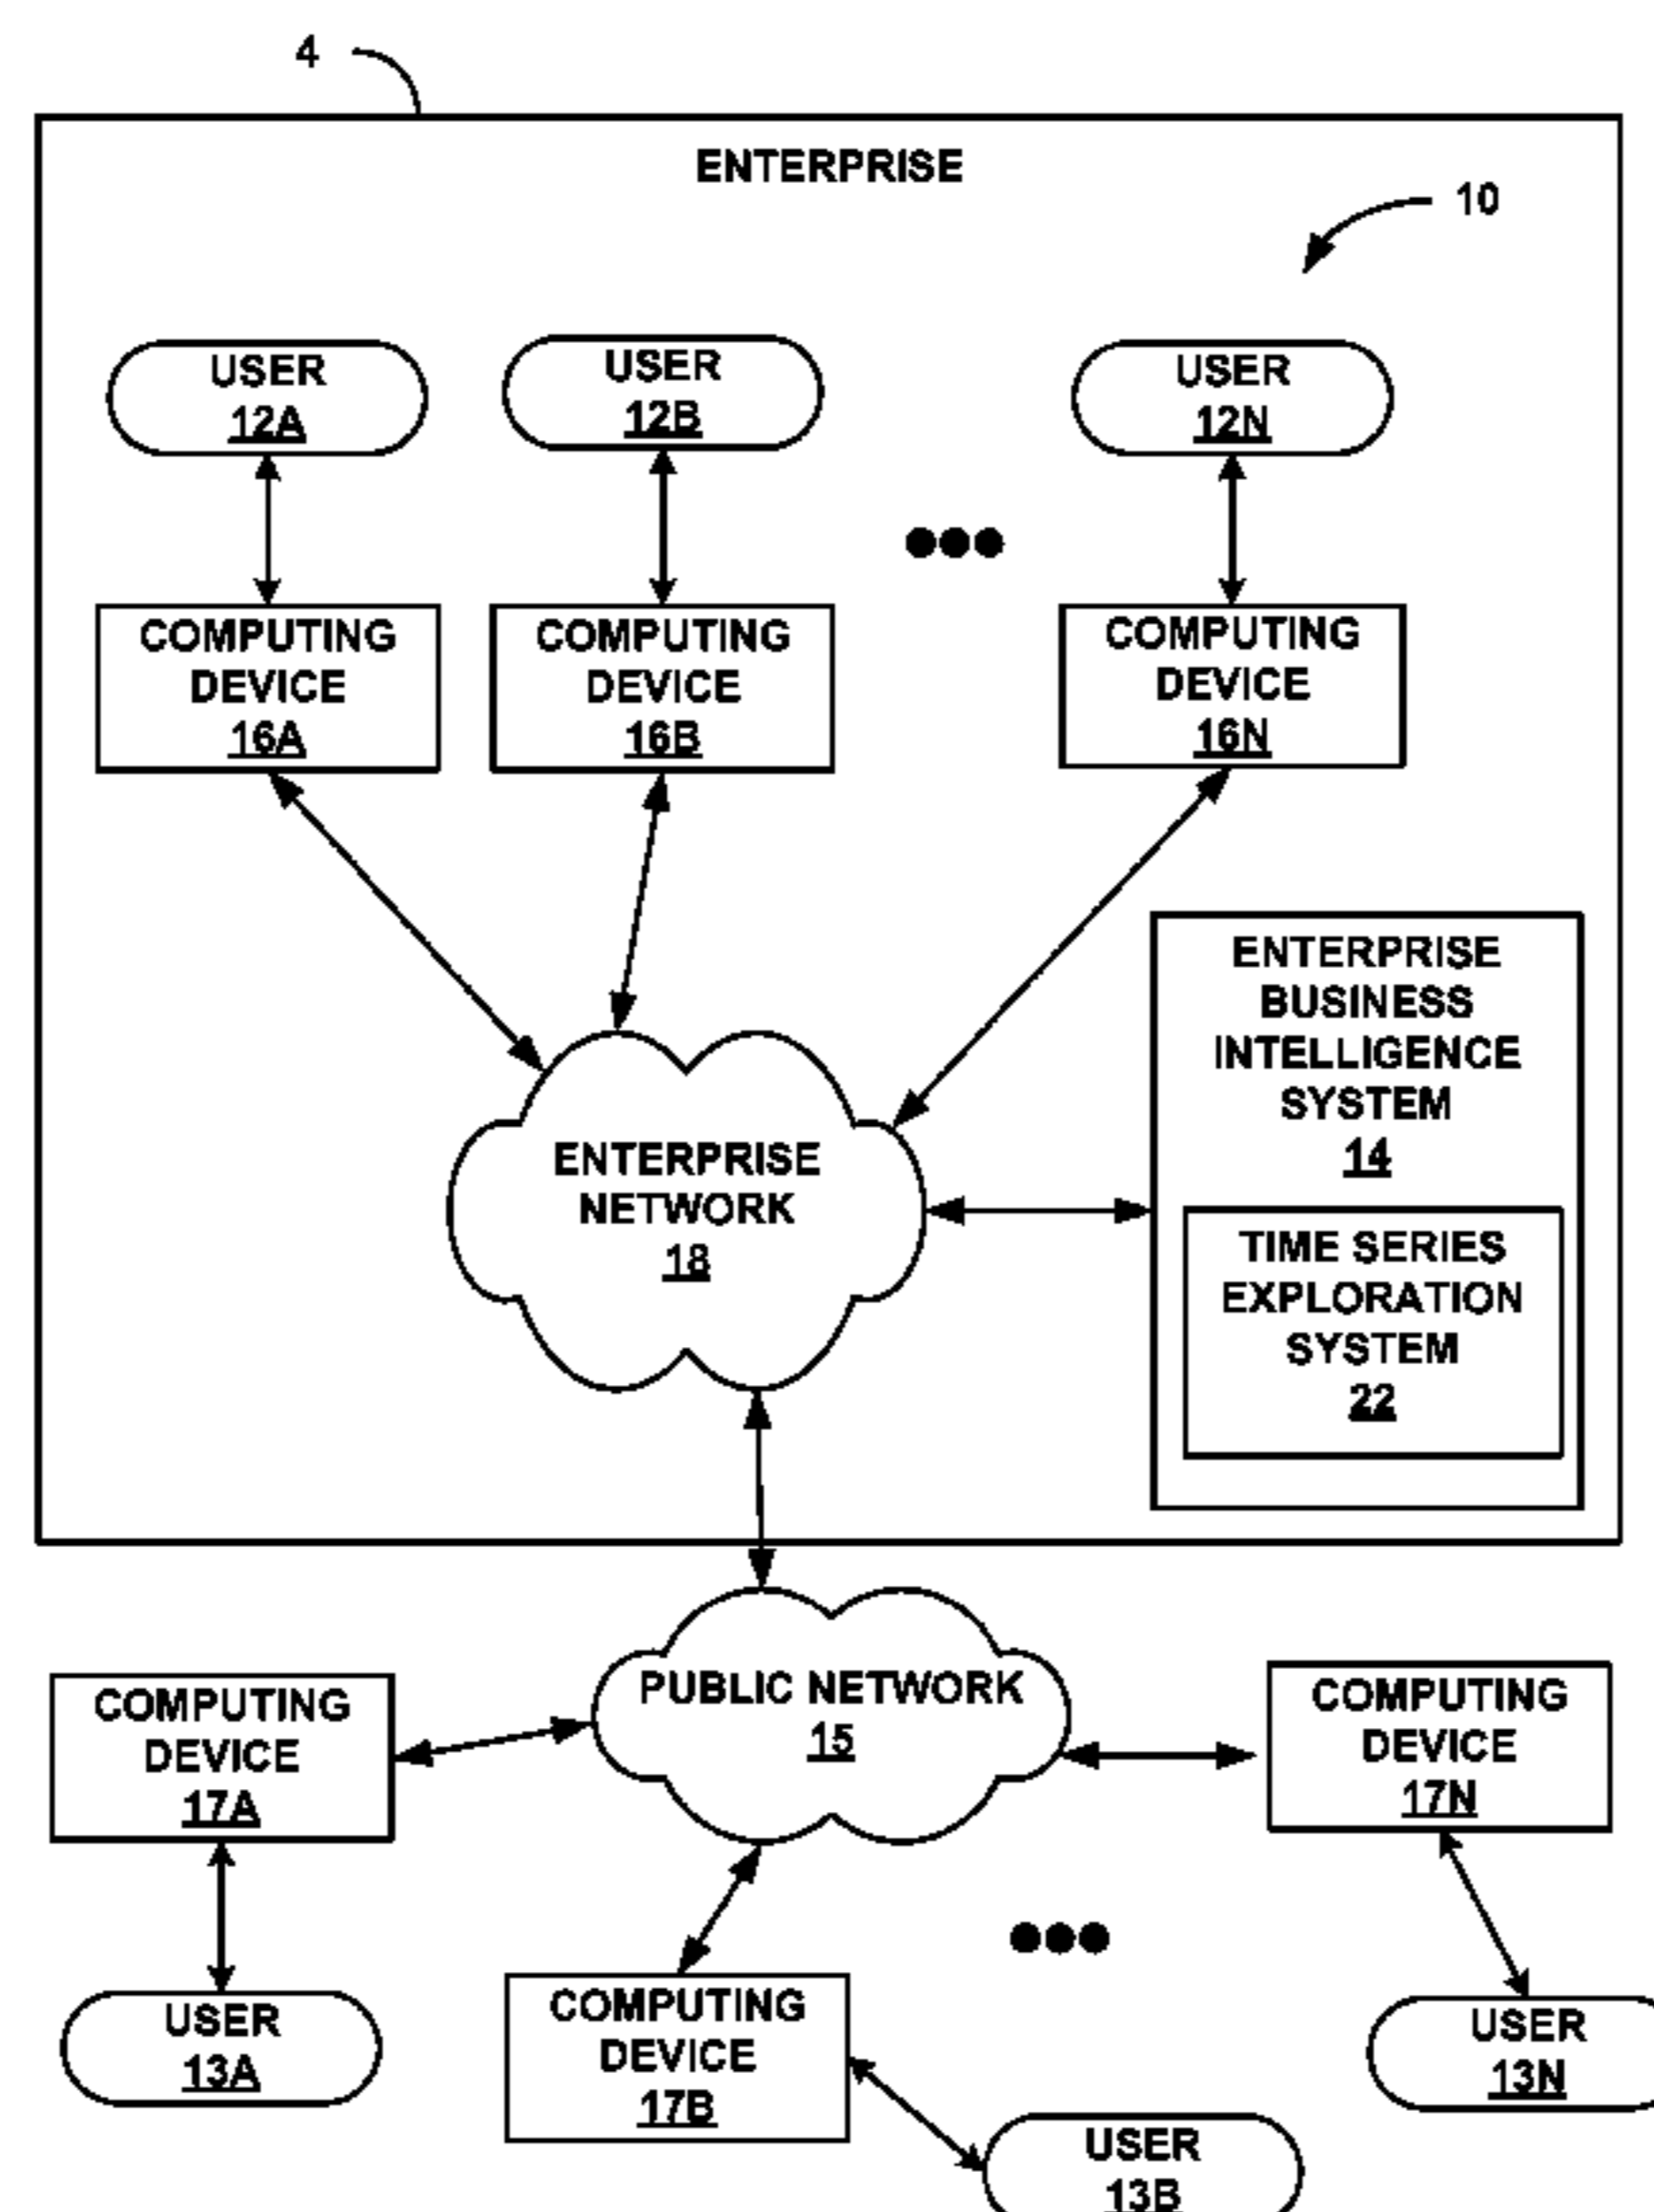 4
ENTERPRISE
10
USER
12A
USER
12B
USER
12N
COMPUTING
DEVICE
16A
COMPUTING
DEVICE
16B
COMPUTING
DEVICE
16N
ENTERPRISE
BUSINESS
INTELLIGENCE
SYSTEM
14
ENTERPRISE
NETWORK
18
TIME SERIES
EXPLORATION
SYSTEM
22
PUBLIC NETWORK
15
COMPUTING
DEVICE
17A
COMPUTING
DEVICE
17N
USER
13A
COMPUTING
DEVICE
17B
USER
13N
USER
13B